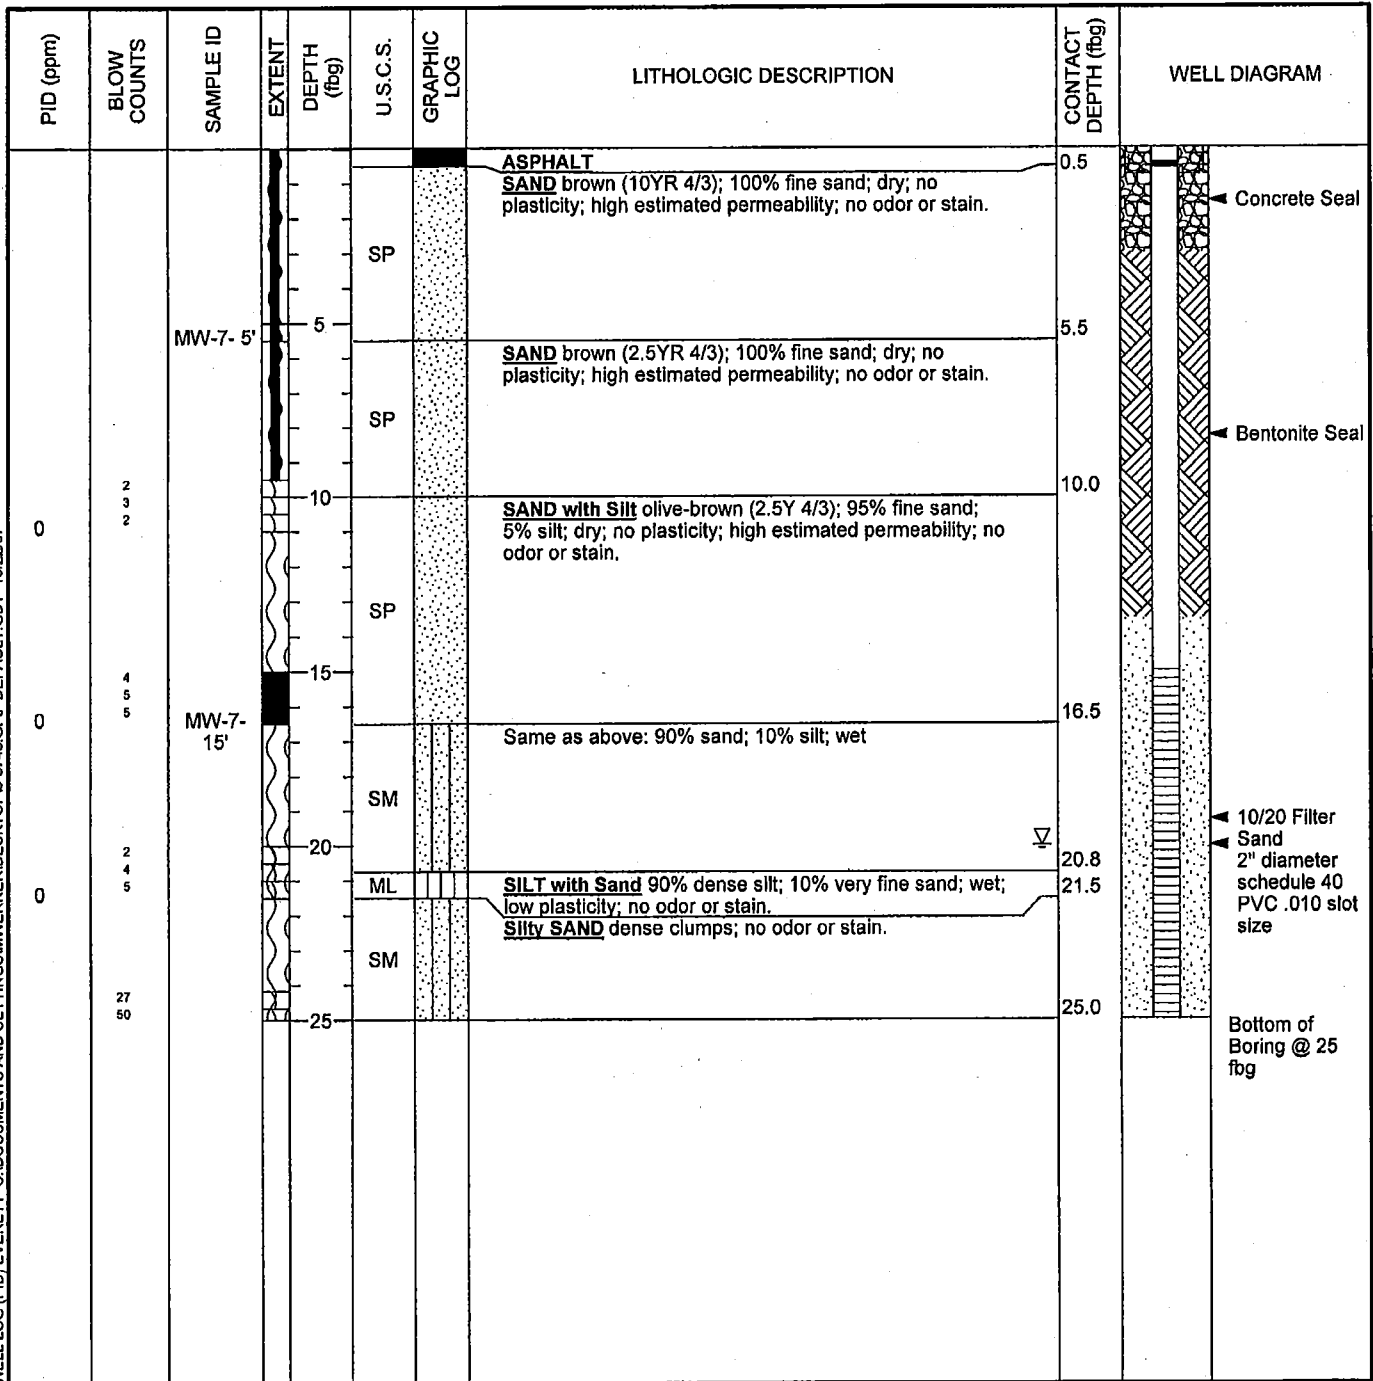 PID (ppm)
BLOW
COUNTS
SAMPLE ID
EXTENT
DEPTH
(fbg)
U.S.C.S.
GRAPHIC
LOG
LITHOLOGIC DESCRIPTION
CONTACT
DEPTH (fbg)
WELL DIAGRAM
ASPHALT
0.5
SAND brown (10YR 4/3); 100% fine sand; dry; no
plasticity; high estimated permeability; no odor or stain.
Concrete Seal
SP
5
MW-7- 5'
5.5
SAND brown (2.5YR 4/3); 100% fine sand; dry; no
plasticity; high estimated permeability; no odor or stain.
SP
Bentonite Seal
2
3
2
0
10
10.0
SAND with Silt olive-brown (2.5Y 4/3); 95% fine sand;
5% silt; dry; no plasticity; high estimated permeability; no
odor or stain.
SP
15
4
5
5
0
MW-7-
15'
16.5
Same as above: 90% sand; 10% silt; wet
SM
10/20 Filter
Sand
2" diameter
schedule 40
PVC .010 slot
size
20
2
4
5
0
20.8
ML
21.5
SILT with Sand 90% dense silt; 10% very fine sand; wet;
low plasticity; no odor or stain.
Silty SAND dense clumps; no odor or stain.
SM
27
50
25
25.0
Bottom of
Boring @ 25
fbg